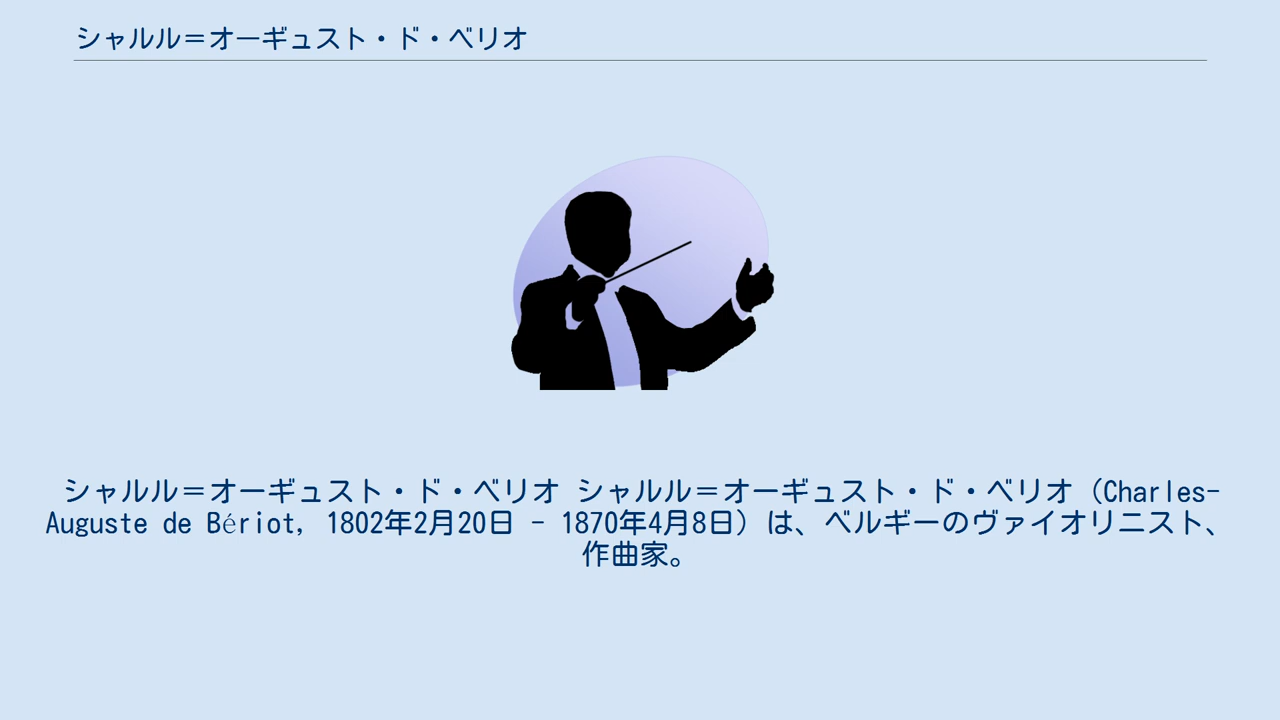 シャルル＝オーギュスト・ド・ベリオ
シャルル＝オーギュスト・ド・ベリオ シャルル＝オーギュスト・ド・ベリオ（Charles-
Auguste de Bériot, 1802年2月20日 - 1870年4月8日）は、ベルギーのヴァイオリニスト、
作曲家。